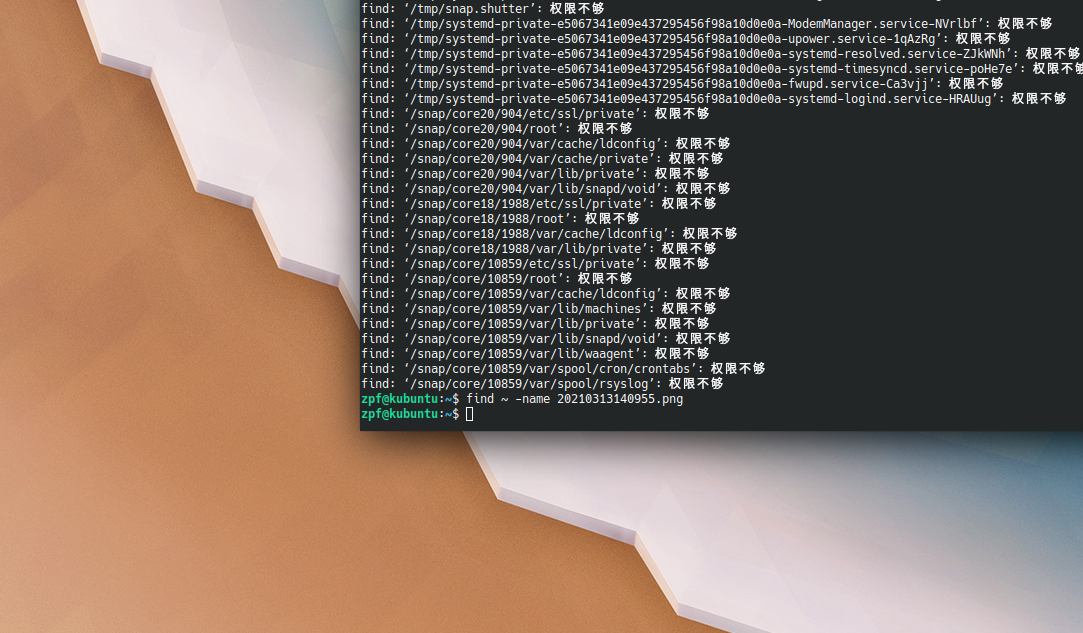 find: ‘/tmp/snap.shutter’: 权限不够
find: ‘/tmp/systemd-private-e5067341e09e437295456f98a10d0e0a-ModemManager.service-NVrlbf’: 权限不够
find: ‘/tmp/systemd-private-e5067341e09e437295456f98a10d0e0a-upower.service-1qAzRg’: 权限不够
find: ‘/tmp/systemd-private-e5067341e09e437295456f98a10d0e0a-systemd-resolved.service-ZJkWNh’: 权限不够
find: ‘/tmp/systemd-private-e5067341e09e437295456f98a10d0e0a-systemd-timesyncd.service-poHe7e’: 权限不够
find: ‘/tmp/systemd-private-e5067341e09e437295456f98a10d0e0a-fwupd.service-Ca3vjj’: 权限不够
find: ‘/tmp/systemd-private-e5067341e09e437295456f98a10d0e0a-systemd-logind.service-HRAUug’: 权限不够
find: ‘/snap/core20/904/etc/ssl/private’: 权限不够
find: ‘/snap/core20/904/root’: 权限不够
find: ‘/snap/core20/904/var/cache/ldconfig’: 权限不够
find: ‘/snap/core20/904/var/cache/private’: 权限不够
find: ‘/snap/core20/904/var/lib/private’: 权限不够
find: ‘/snap/core20/904/var/lib/snapd/void’: 权限不够
find: ‘/snap/core18/1988/etc/ssl/private’: 权限不够
find: ‘/snap/core18/1988/root’: 权限不够
find: ‘/snap/core18/1988/var/cache/ldconfig’: 权限不够
find: ‘/snap/core18/1988/var/lib/private’: 权限不够
find: ‘/snap/core/10859/etc/ssl/private’: 权限不够
find: ‘/snap/core/10859/root’: 权限不够
find: ‘/snap/core/10859/var/cache/ldconfig’: 权限不够
find: ‘/snap/core/10859/var/lib/machines’: 权限不够
find: ‘/snap/core/10859/var/lib/private’: 权限不够
find: ‘/snap/core/10859/var/lib/snapd/void’: 权限不够
find: ‘/snap/core/10859/var/lib/waagent’: 权限不够
find: ‘/snap/core/10859/var/spool/cron/crontabs’: 权限不够
find: ‘/snap/core/10859/var/spool/rsyslog’: 权限不够
zpf@kubuntu:~$ find ~ -name 20210313140955.png
zpf@kubuntu:~$